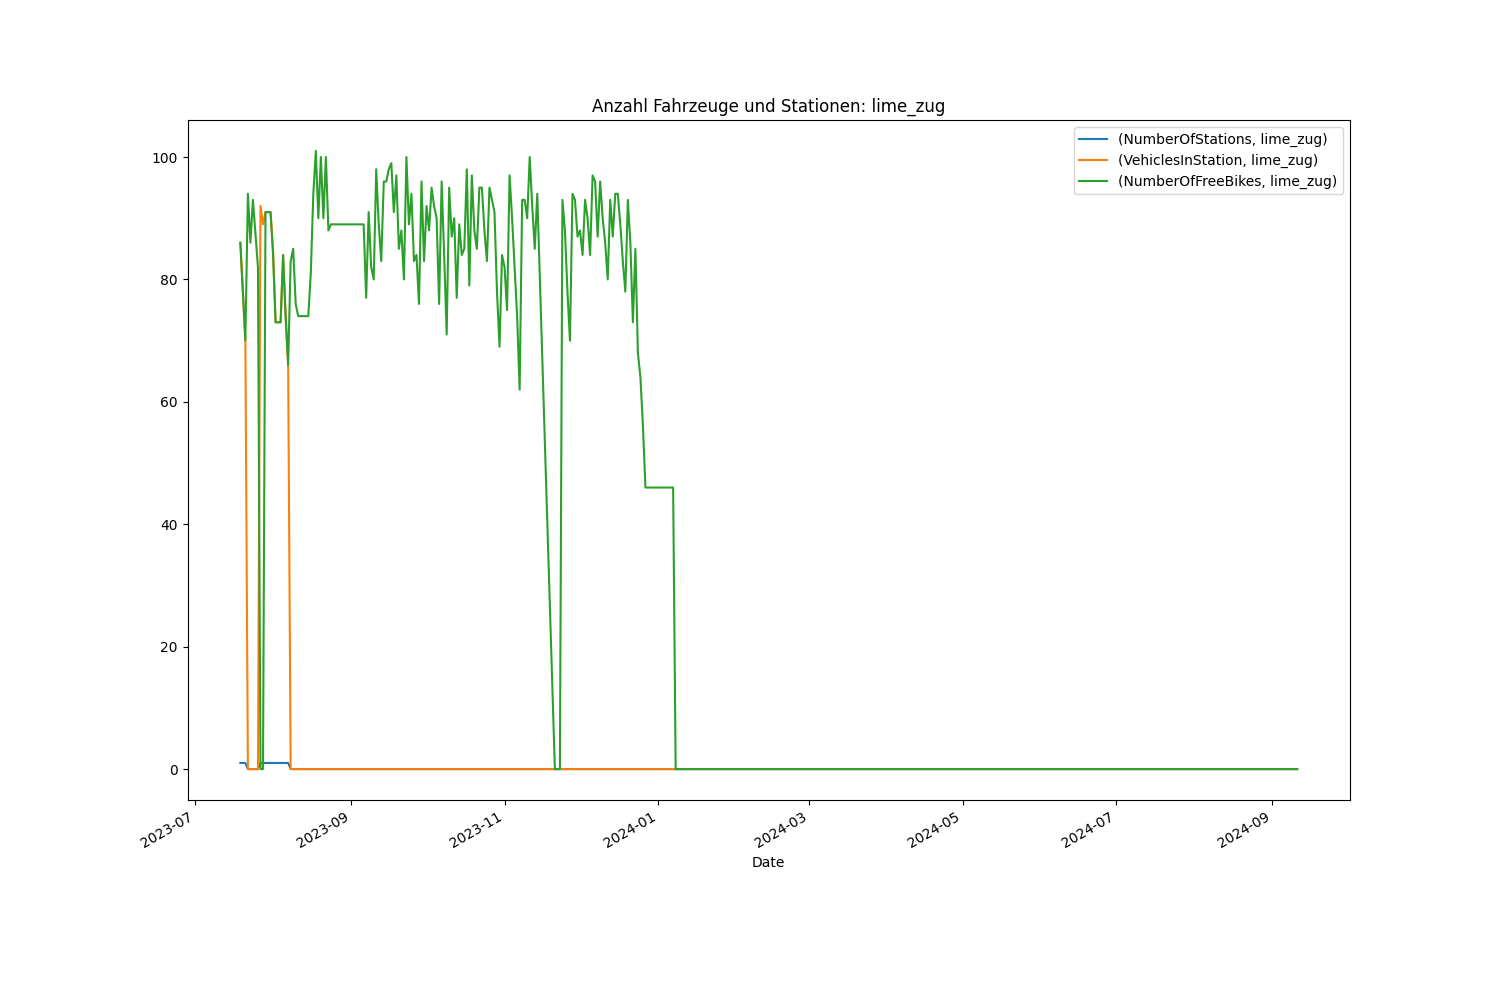 Anzahl Fahrzeuge und Stationen: lime_zug
(NumberOfStations, lime_zug)
(VehiclesInStation, lime_zug)
(NumberOfFreeBikes, lime_zug)
100
80
60
40
20
0
2023-07
2023-09
2023-11
2024-01
2024-03
2024-05
2024-07
2024-09
Date